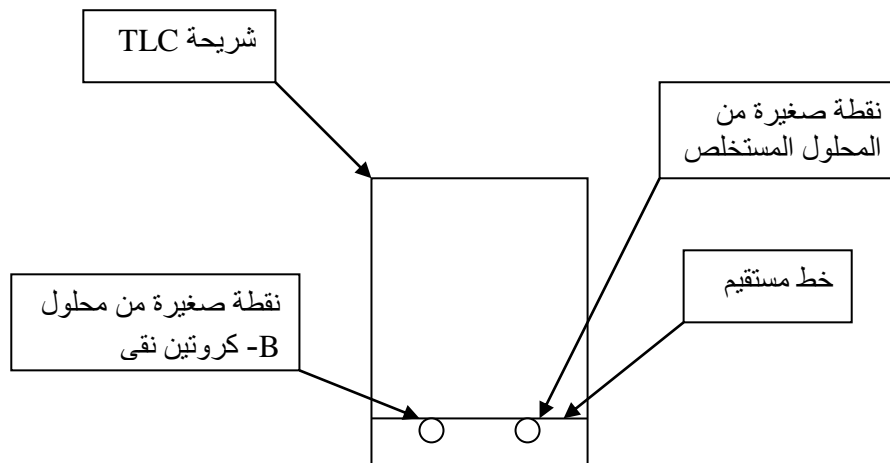 شريحة TLC
نقطة صغيرة من
المحلول المستخلص
خط مستقيم
نقطة صغيرة من محلول
B- كروتين نقى